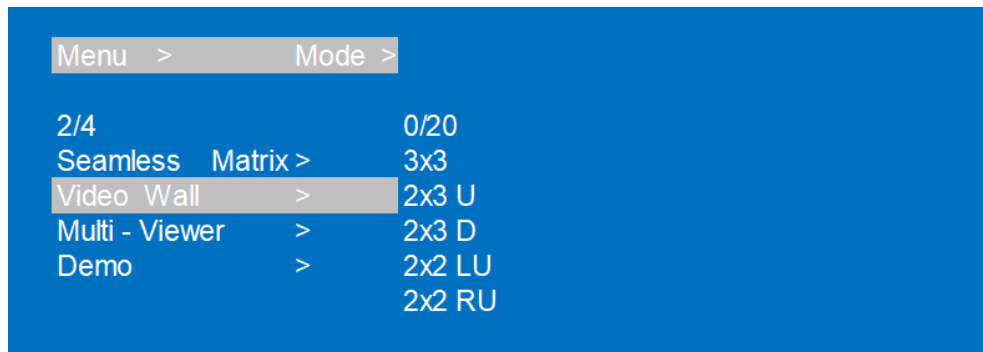 Menu > Mode >
2/4 0/20
Seamless Matrix > 3x3
Video Wall > 2x3 U
Multi - Viewer > 2x3 D
Demo > 2x2 LU
2x2 RU